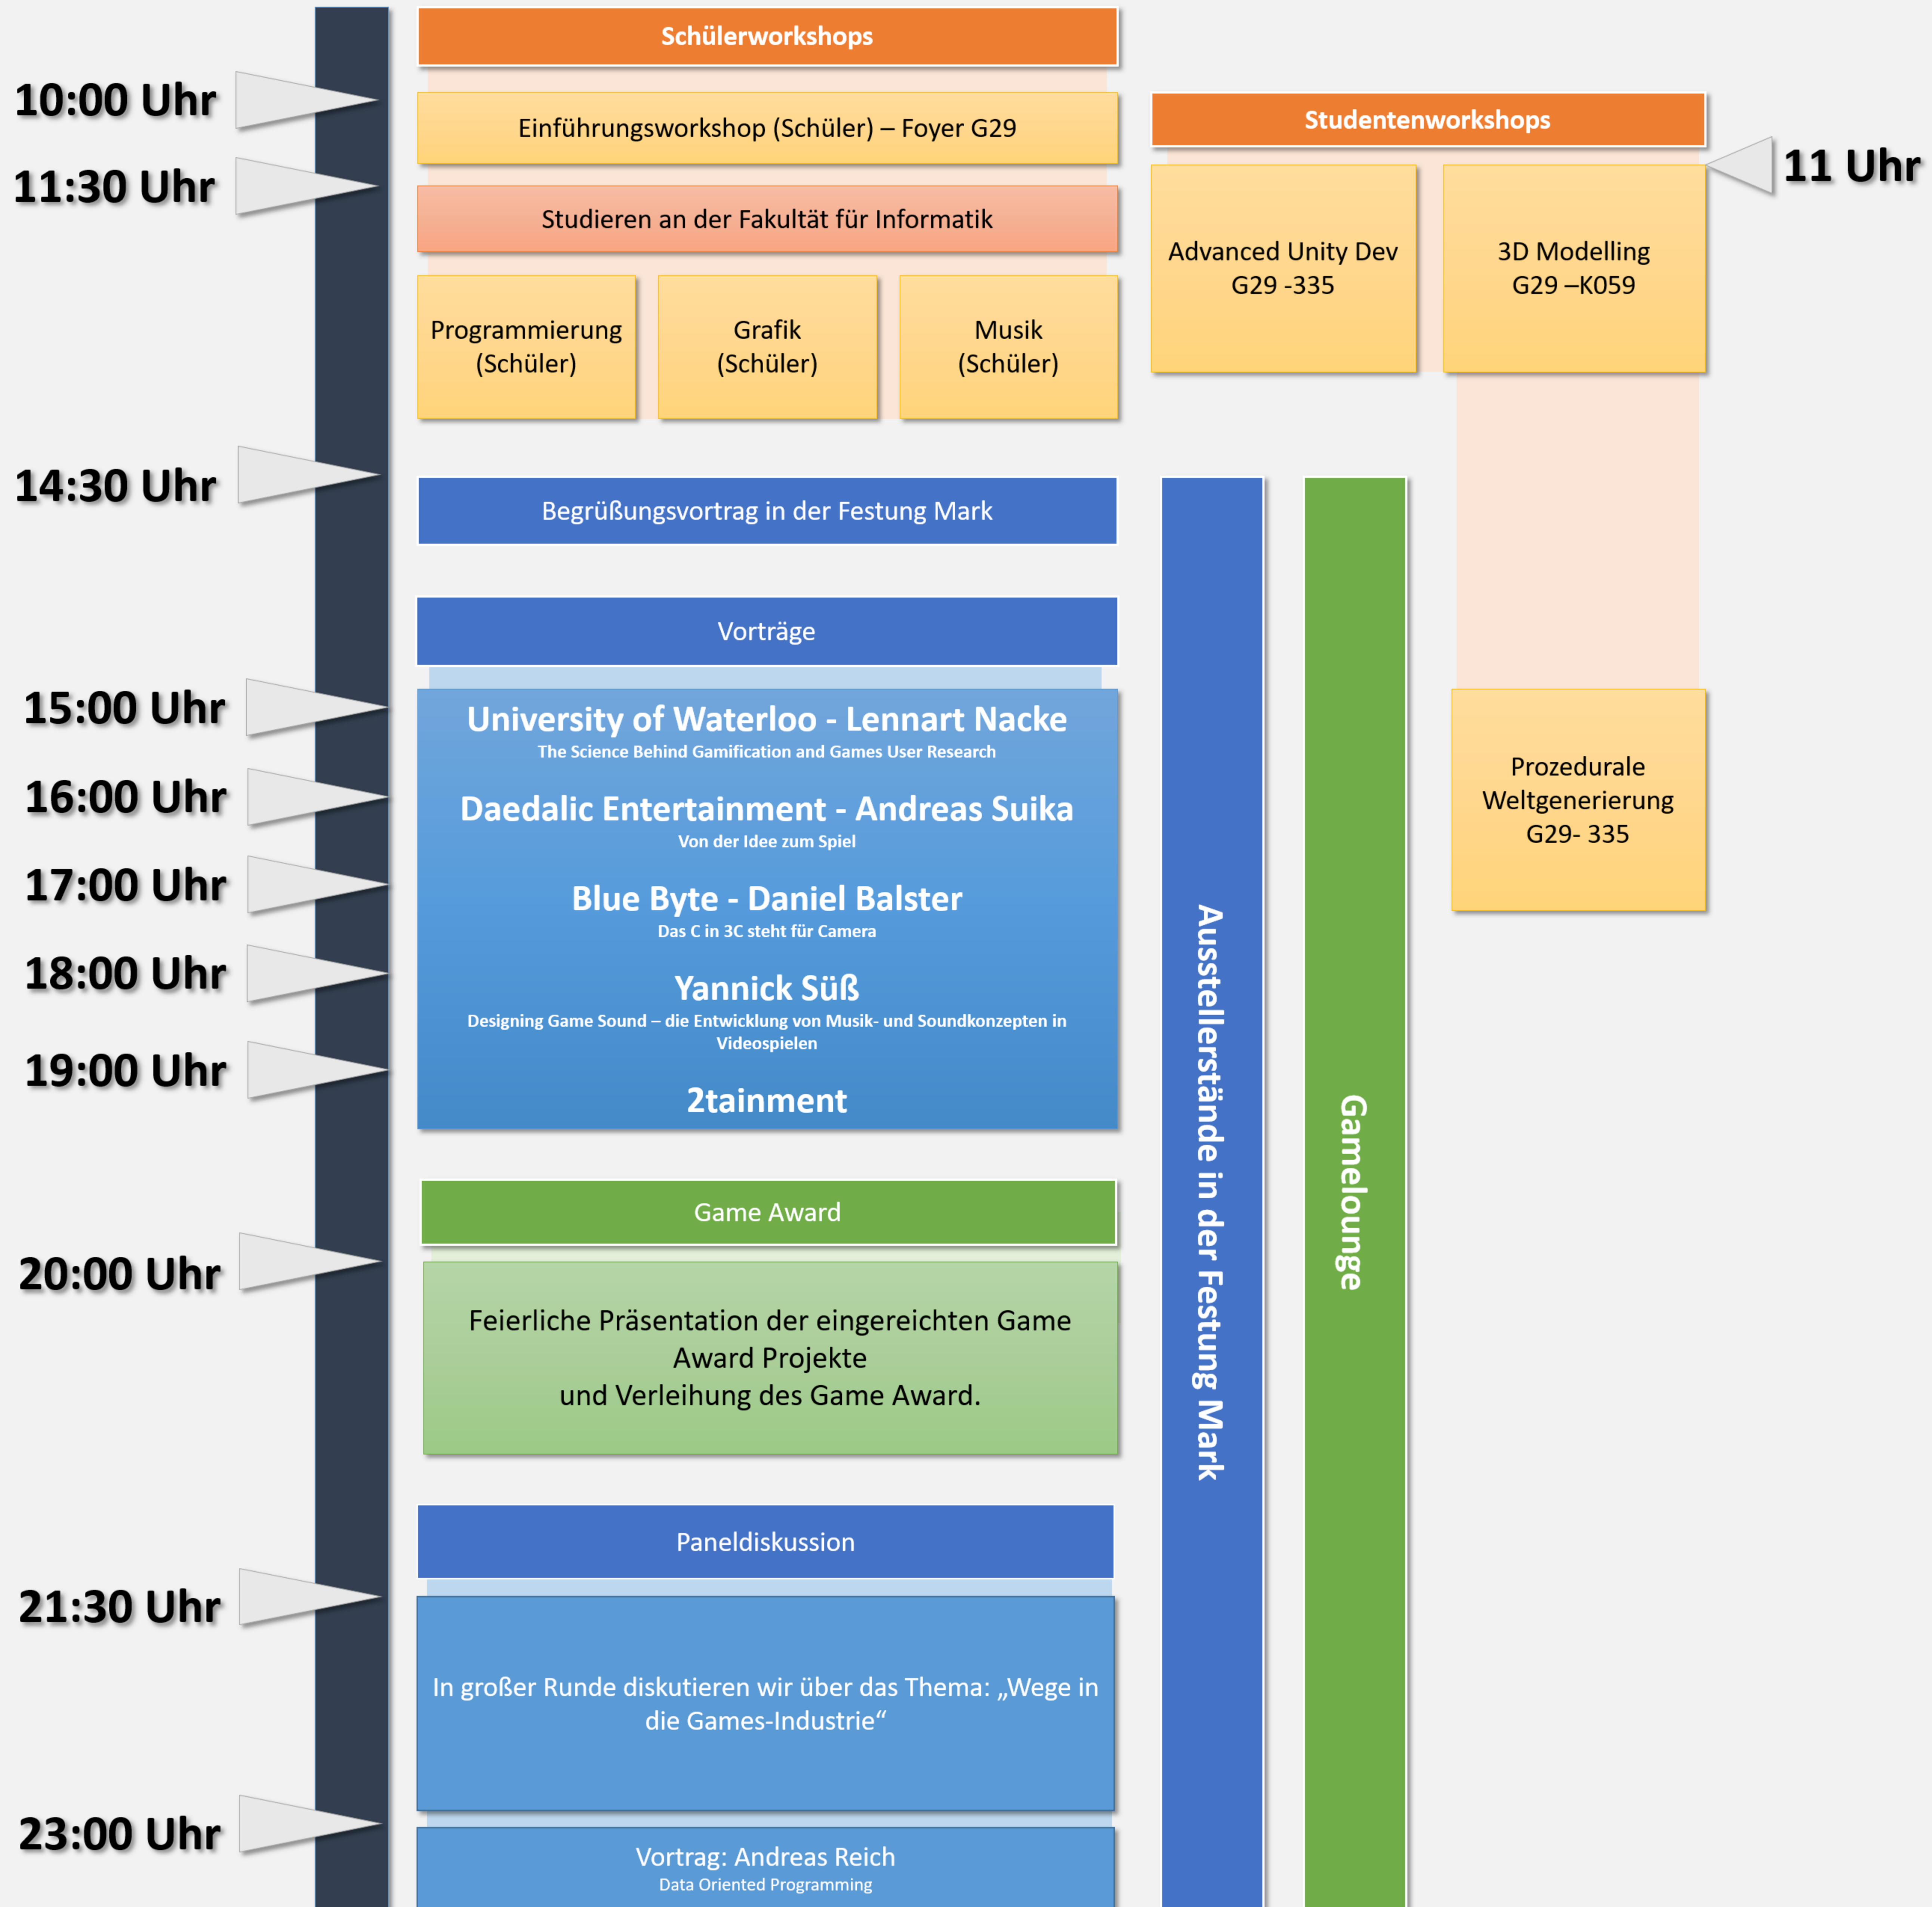 Schülerworkshops
10:00 Uhr
Einführungsworkshop (Schüler) – Foyer G29
Studentenworkshops
11 Uhr
11:30 Uhr
Studieren an der Fakultät für Informatik
Advanced Unity Dev
G29 -335
3D Modelling
G29 –K059
Programmierung
(Schüler)
Grafik
(Schüler)
Musik
(Schüler)
14:30 Uhr
Begrüßungsvortrag in der Festung Mark
Vorträge
15:00 Uhr
University of Waterloo - Lennart Nacke
The Science Behind Gamification and Games User Research
16:00 Uhr
Daedalic Entertainment - Andreas Suika
Von der Idee zum Spiel
Prozedurale
Weltgenerierung
G29- 335
17:00 Uhr
Blue Byte - Daniel Balster
Das C in 3C steht für Camera
18:00 Uhr
Yannick Süß
Designing Game Sound – die Entwicklung von Musik- und Soundkonzepten in
Videospielen
19:00 Uhr
2tainment
Ausstellerstände in der Festung Mark
Gamelounge
Game Award
20:00 Uhr
Feierliche Präsentation der eingereichten Game
Award Projekte
und Verleihung des Game Award.
Paneldiskussion
21:30 Uhr
In großer Runde diskutieren wir über das Thema: „Wege in
die Games-Industrie“
23:00 Uhr
Vortrag: Andreas Reich
Data Oriented Programming